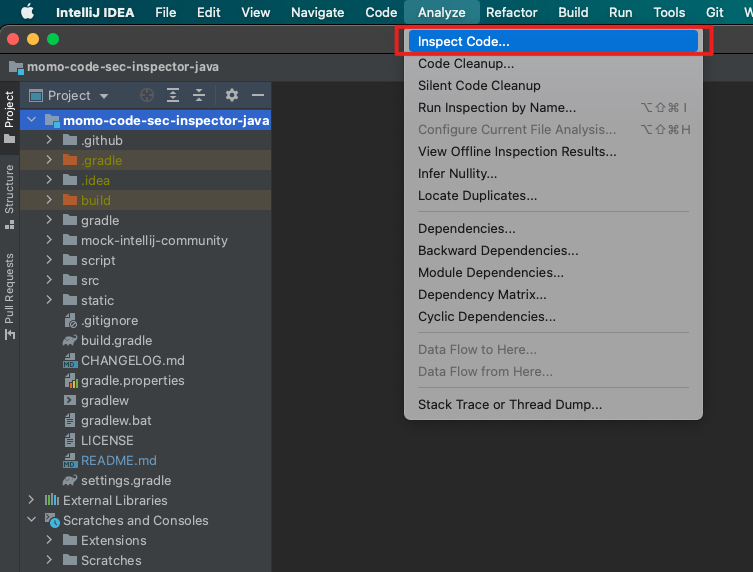 IntelliJ IDEA File Edit View Navigate Code Analyze Refactor Build Run Tools Git
momo-code-sec-inspector-java
Project
Structure
Pull Requests
Project
momo-code-sec-inspector-java
.github
.gradle
.idea
build
gradle
mock-intellij-community
script
src
static
.gitignore
build.gradle
CHANGELOG.md
gradle.properties
gradlew
gradlew.bat
LICENSE
README.md
settings.gradle
External Libraries
Scratches and Consoles
Extensions
Scratches
Inspect Code...
Code Cleanup...
Silent Code Cleanup
Run Inspection by Name... ⌥⇧⌘ I
Configure Current File Analysis... ⌥⇧⌘H
View Offline Inspection Results...
Infer Nullity...
Locate Duplicates...
Dependencies...
Backward Dependencies...
Module Dependencies...
Dependency Matrix...
Cyclic Dependencies...
Data Flow to Here...
Data Flow from Here...
Stack Trace or Thread Dump...